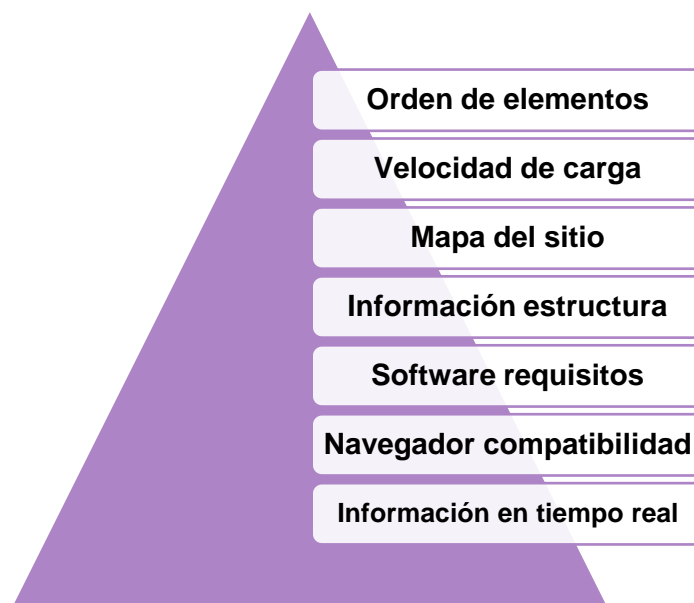 Orden de elementos
Velocidad de carga
Mapa del sitio
Información estructura
Software requisitos
Navegador compatibilidad
Información en tiempo real